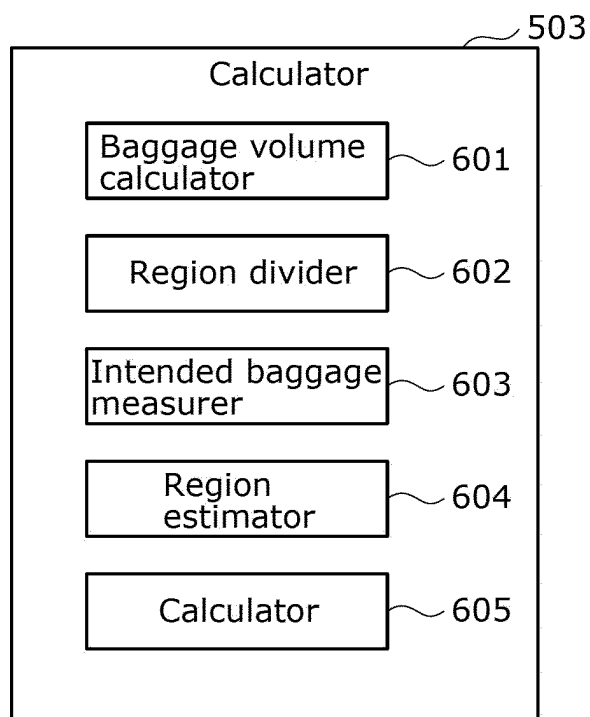 503
Calculator
Baggage volume
calculator
601
Region divider
602
Intended baggage
measurer
603
Region
estimator
604
Calculator
605